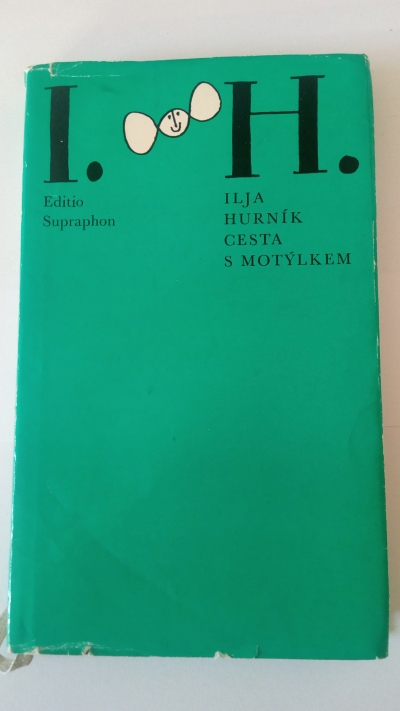 I. H.
Editio
Supraphon
ILJA
HURNÍK
CESTA
S MOTÝLKEM